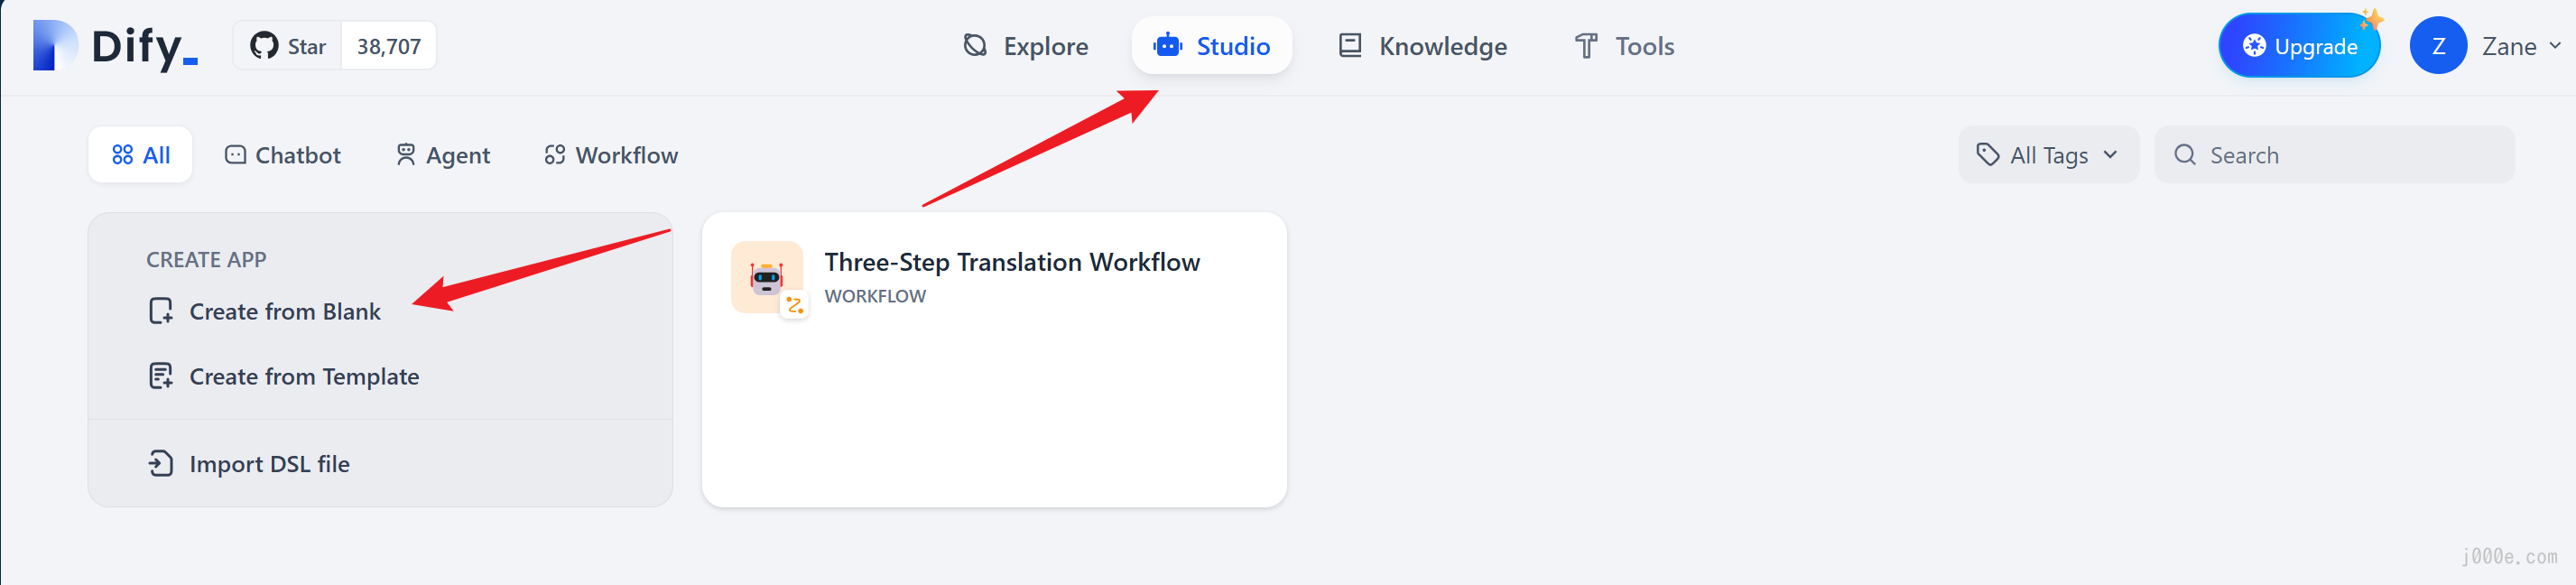 Dify_ Star 38,707 Explore Studio Knowledge Tools Upgrade Z Zane
All Chatbot Agent Workflow All Tags Search
CREATE APP
Create from Blank
Create from Template
Import DSL file
Three-Step Translation Workflow
WORKFLOW
j000e.com